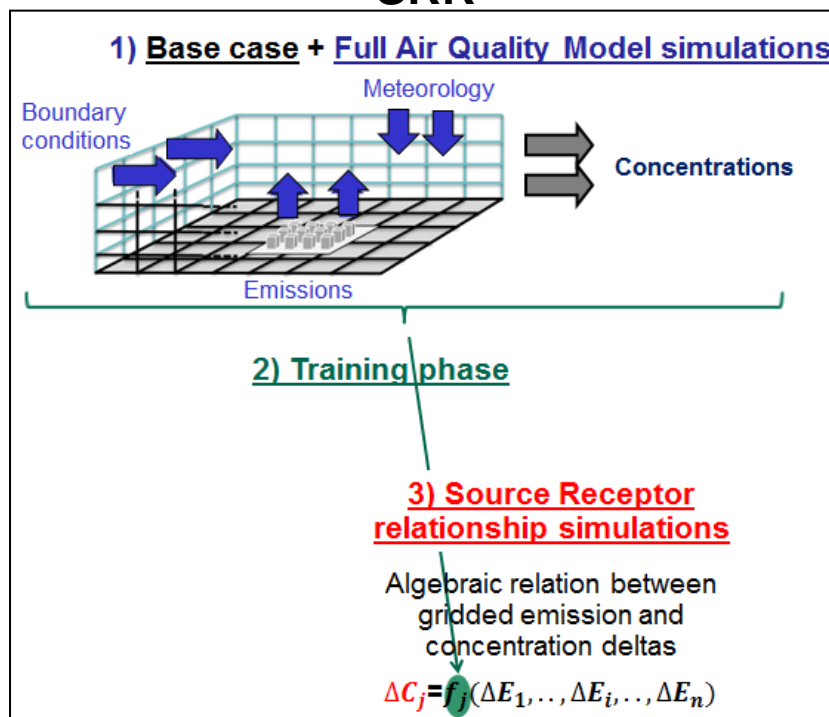 1) Base case + Full Air Quality Model simulations
Meteorology
Boundary
conditions
Concentrations
Emissions
2) Training phase
3) Source Receptor
relationship simulations
Algebraic relation between
gridded emission and
concentration deltas
ΔC_j=f_j(ΔE_1,..,ΔE_i,..,ΔE_n)